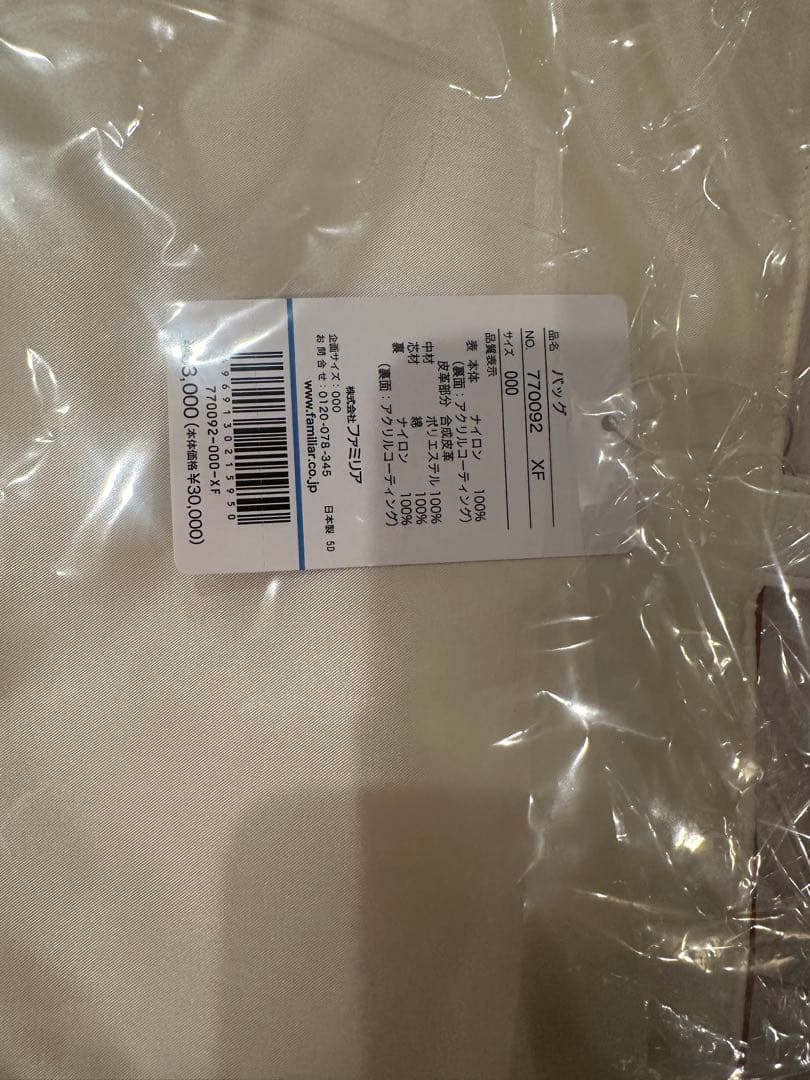 品名 バッグ
NO. 770092 XF
サイズ 000
品質表示
表 本体 ナイロン 100%
(裏面:アクリルコーティング)
皮革部分 合成皮革
中材 ポリエステル 100%
芯材 綿 100%
裏 ナイロン 100%
(裏面:アクリルコーティング)
株式会社 ファミリア
企画サイズ:000 日本製 5D
お問合せ:0120-078-345
www.familiar.co.jp
4969130215950
770092-000-XF
3,000 (本体価格 ¥30,000)